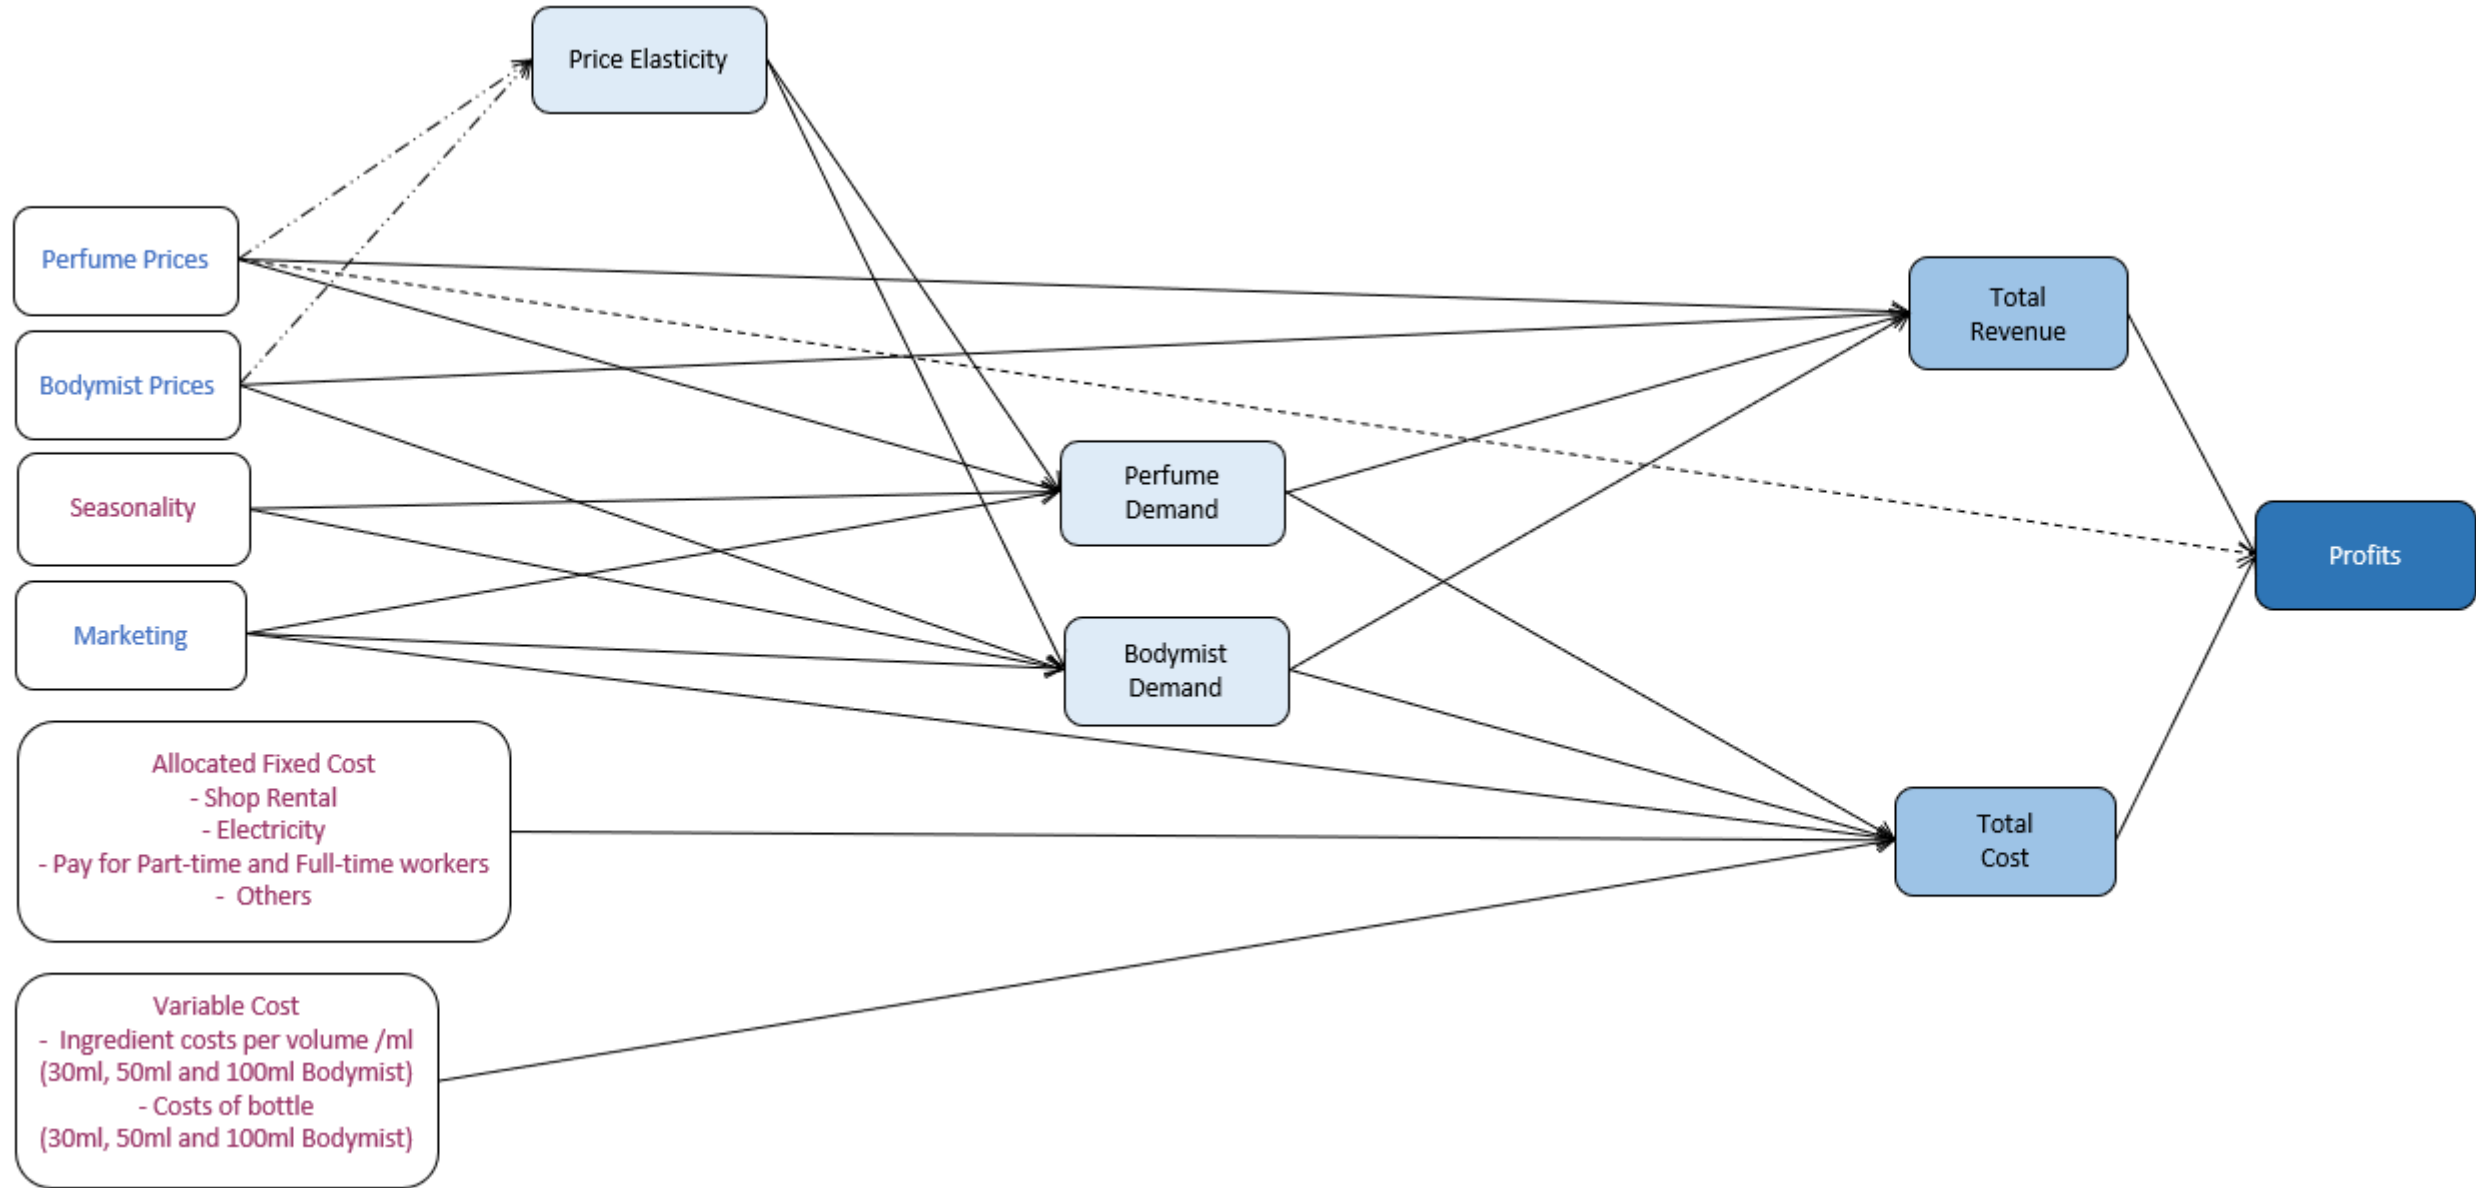 Price Elasticity
Perfume Prices
Bodymist Prices
Seasonality
Marketing
Allocated Fixed Cost
- Shop Rental
- Electricity
- Pay for Part-time and Full-time workers
- Others
Variable Cost
- Ingredient costs per volume /ml
(30ml, 50ml and 100ml Bodymist)
- Costs of bottle
(30ml, 50ml and 100ml Bodymist)
Perfume
Demand
Bodymist
Demand
Total
Revenue
Total
Cost
Profits